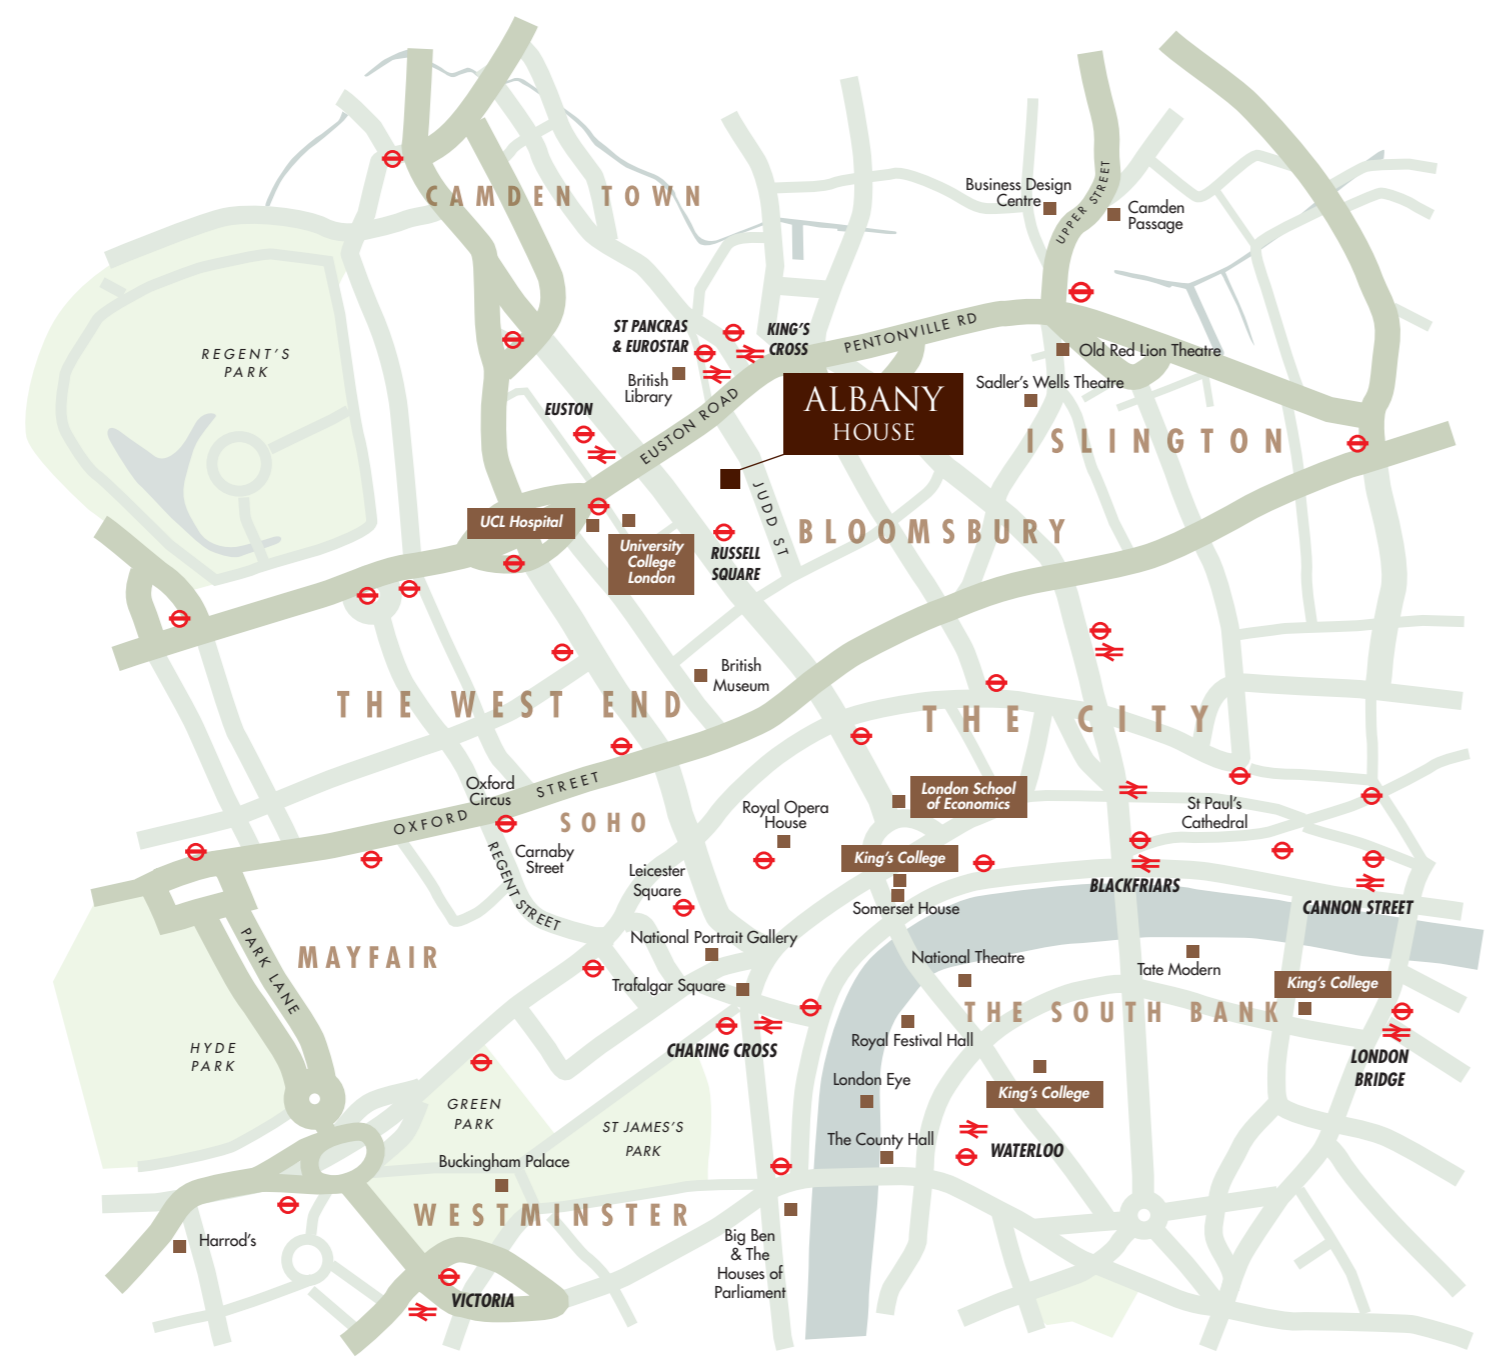 CAMDEN TOWN
Business Design
Centre
UPPER STREET
Camden
Passage
REGENT'S
PARK
ST PANCRAS
& EUROSTAR
KING'S
CROSS
PENTONVILLE RD
British
Library
EUSTON
EUSTON ROAD
ALBANY
HOUSE
Old Red Lion Theatre
Sadler's Wells Theatre
ISLINGTON
JUDD ST
UCL Hospital
University
College
London
RUSSELL
SQUARE
BLOOMSBURY
British
Museum
THE WEST END
THE CITY
Oxford
Circus
OXFORD STREET
SOHO
Royal Opera
House
London School
of Economics
St Paul's
Cathedral
Carnaby
Street
REGENT STREET
Leicester
Square
King's College
Somerset House
BLACKFRIARS
CANNON STREET
MAYFAIR
PARK LANE
National Portrait Gallery
Trafalgar Square
National Theatre
Tate Modern
King's College
THE SOUTH BANK
HYDE
PARK
CHARING CROSS
Royal Festival Hall
LONDON
BRIDGE
London Eye
King's College
GREEN
PARK
ST JAMES'S
PARK
The County Hall
WATERLOO
Buckingham Palace
WESTMINSTER
Harrod's
Big Ben
& The
Houses of
Parliament
VICTORIA